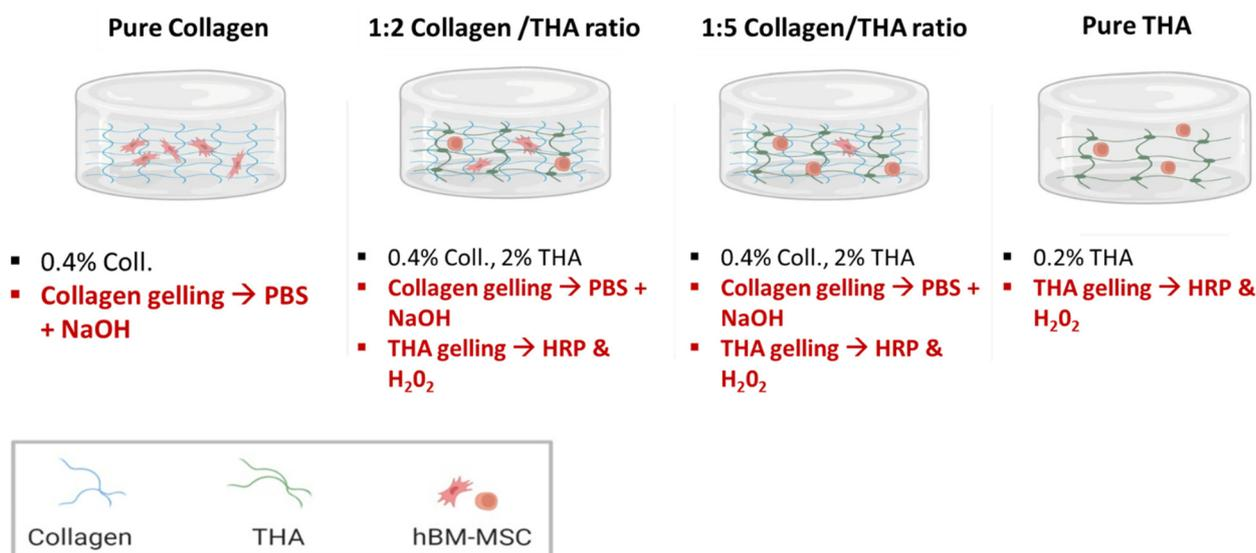 Pure Collagen
▪ 0.4% Coll.
▪ Collagen gelling → PBS
+ NaOH
1:2 Collagen /THA ratio
▪ 0.4% Coll., 2% THA
▪ Collagen gelling → PBS +
NaOH
▪ THA gelling → HRP &
H₂0₂
1:5 Collagen/THA ratio
▪ 0.4% Coll., 2% THA
▪ Collagen gelling → PBS +
NaOH
▪ THA gelling → HRP &
H₂0₂
Pure THA
▪ 0.2% THA
▪ THA gelling → HRP &
H₂0₂
Collagen
THA
hBM-MSC